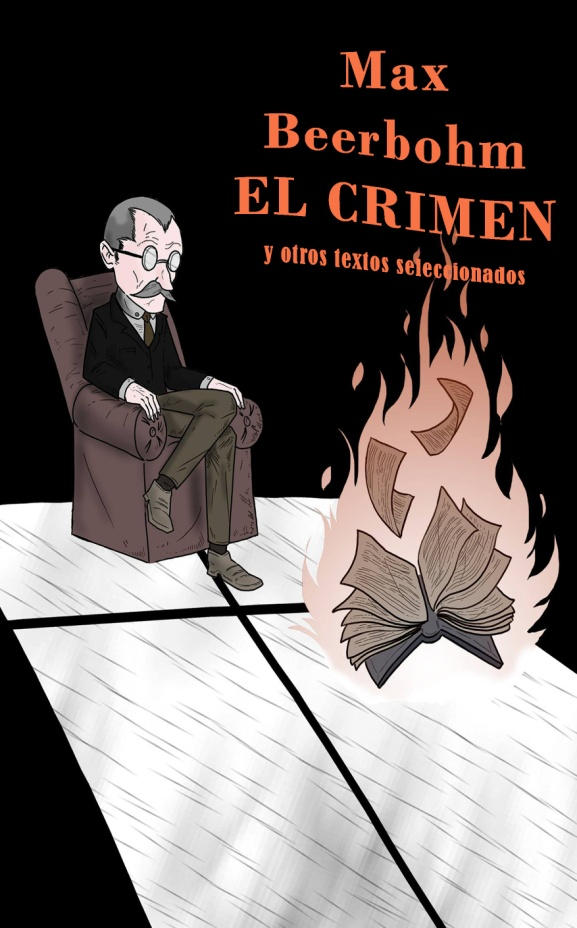 Max
Beerbohm
EL CRIMEN
y otros textos seleccionados